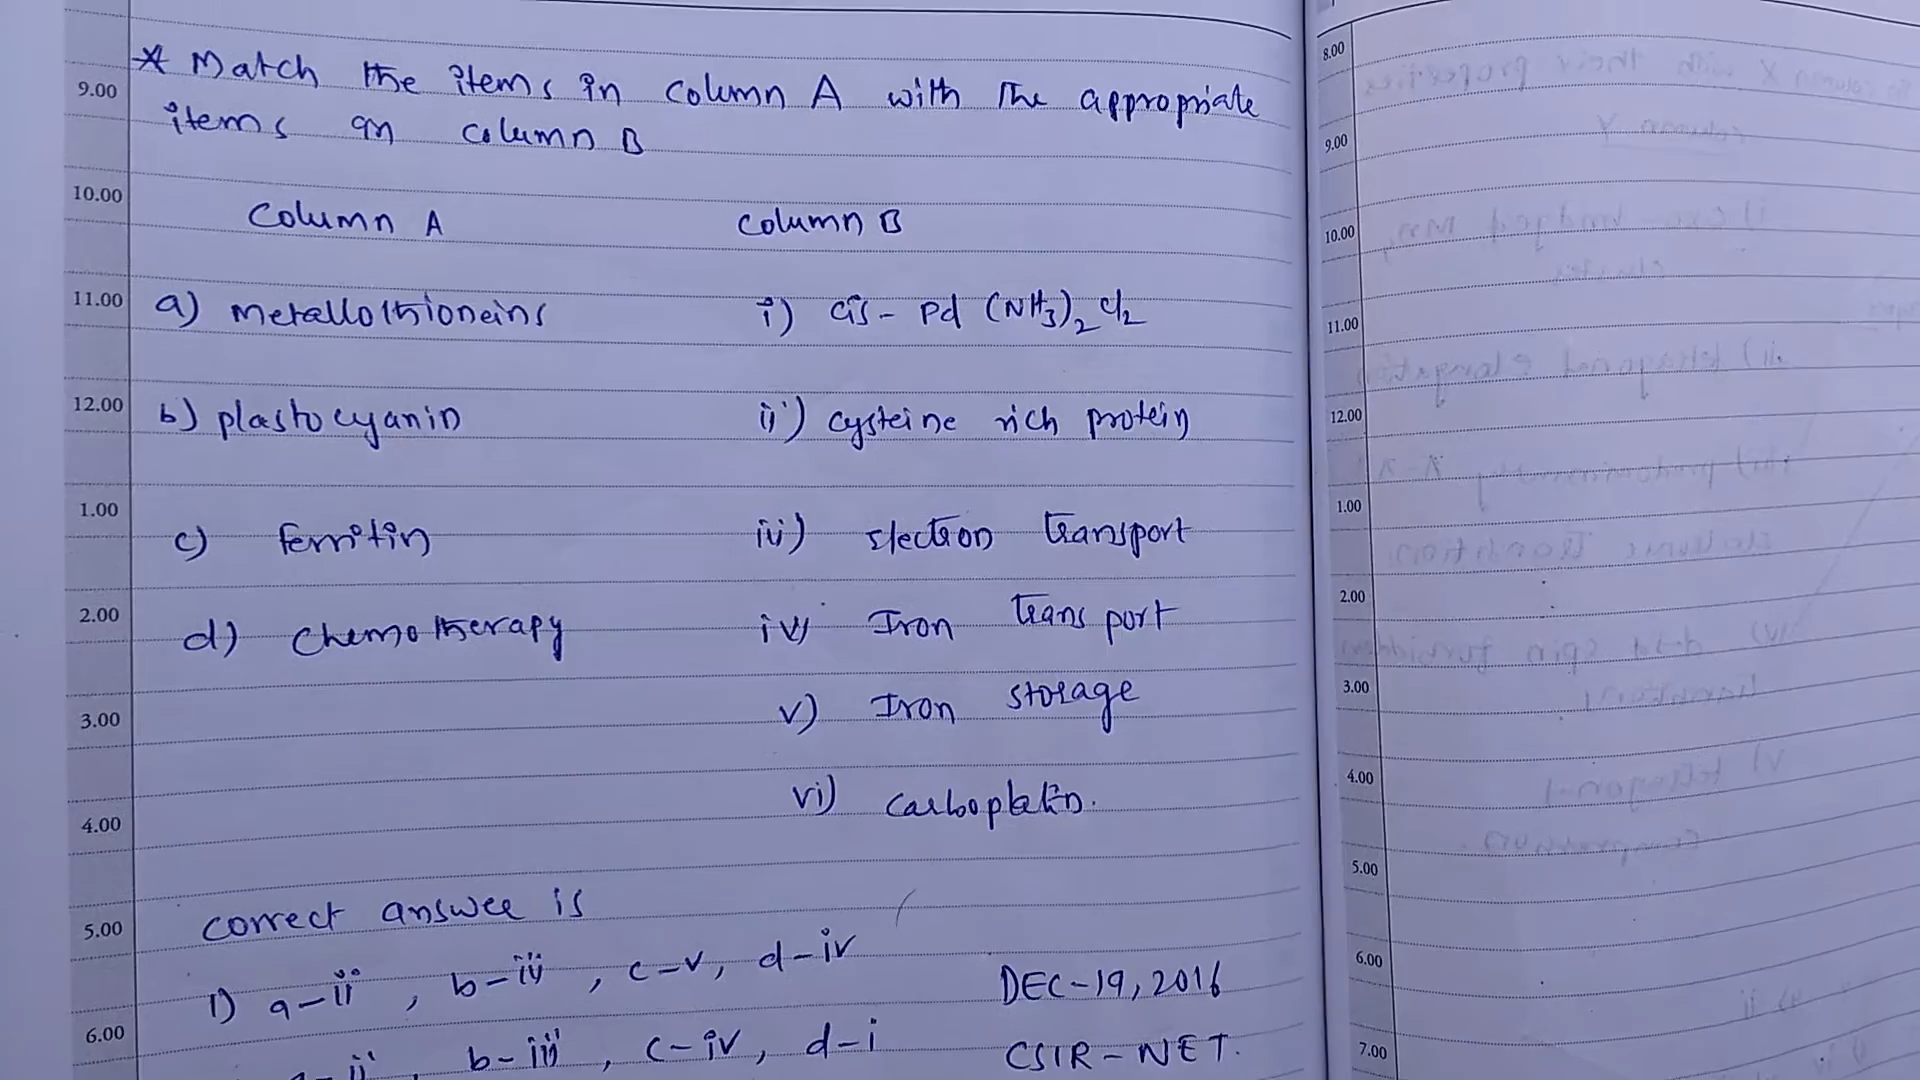 * Match the items in column A with the appropriate
items in column B
Column A
column B
a) metallothioneins
i) cis - Pd (NH3)2 Cl2
b) plastocyanin
ii) cysteine rich protein
c) ferritin
iii) Electron transport
d) chemotherapy
iv) Iron transport
v) Iron storage
vi) carboplatin.
correct answer is
1) a-ii, b-iii, c-v, d-iv
DEC-19, 2016
a-ii, b-iii, c-iv, d-i
CSIR-NET.
9.00
10.00
11.00
12.00
1.00
2.00
3.00
4.00
5.00
6.00
8.00
9.00
10.00
11.00
12.00
1.00
2.00
3.00
4.00
5.00
6.00
7.00